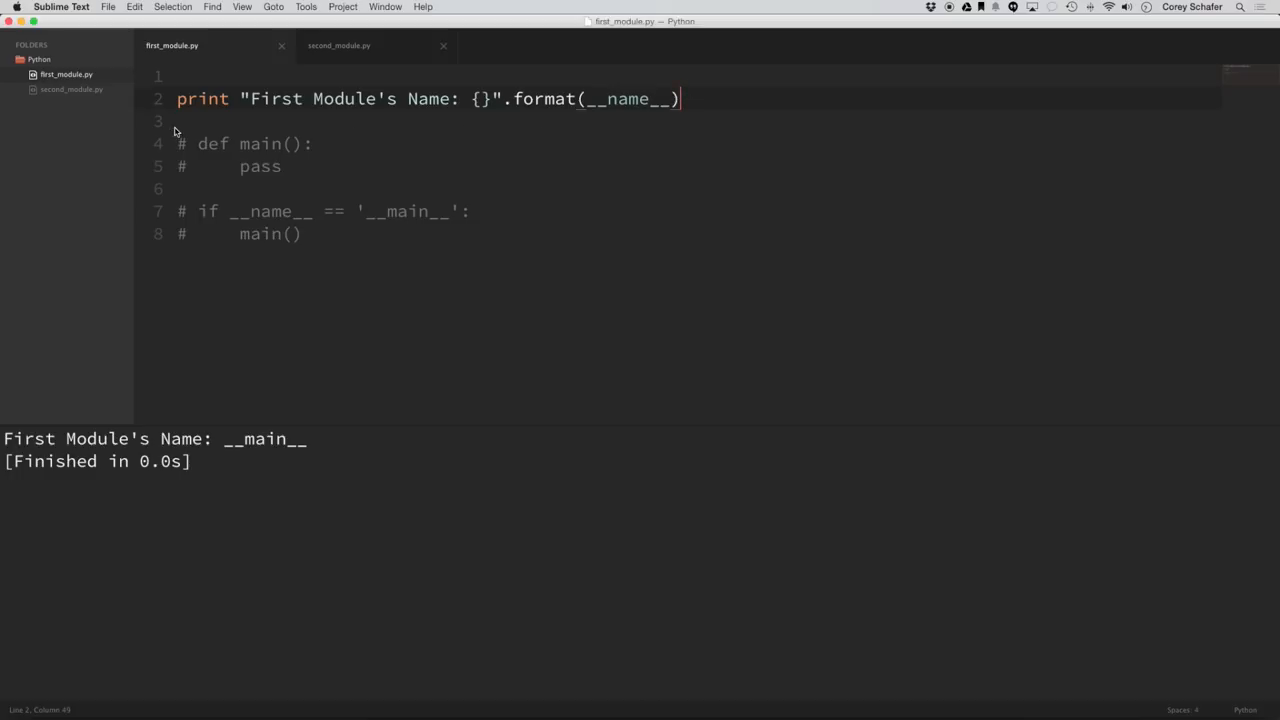 Sublime Text File Edit Selection Find View Goto Tools Project Window Help Corey Schafer
first_module.py — Python
FOLDERS
Python
first_module.py
second_module.py
first_module.py second_module.py
1
2 print "First Module's Name: {}".format(__name__)
3
4 # def main():
5 #     pass
6
7 # if __name__ == '__main__':
8 #     main()
First Module's Name: __main__
[Finished in 0.0s]
Line 2, Column 49 Spaces: 4 Python